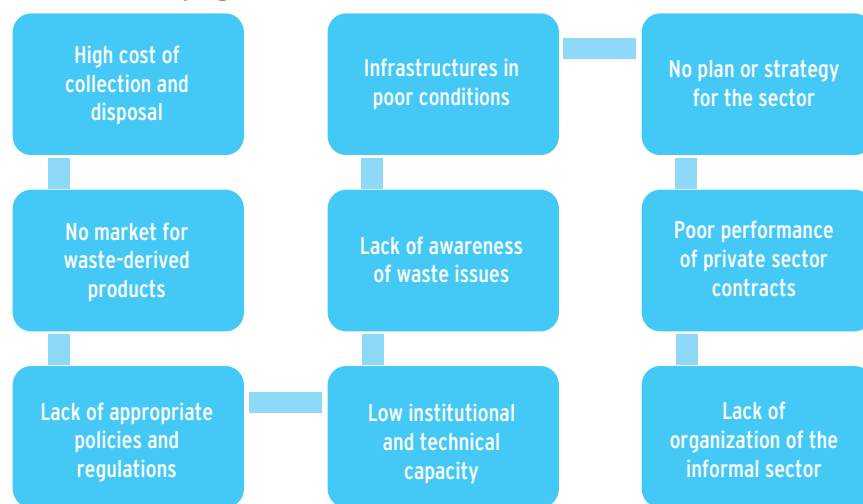 High cost of
collection and
disposal
No market for
waste-derived
products
Lack of appropriate
policies and
regulations
Low institutional
and technical
capacity
Lack of awareness
of waste issues
Infrastructures in
poor conditions
No plan or strategy
for the sector
Poor performance
of private sector
contracts
Lack of
organization of the
informal sector